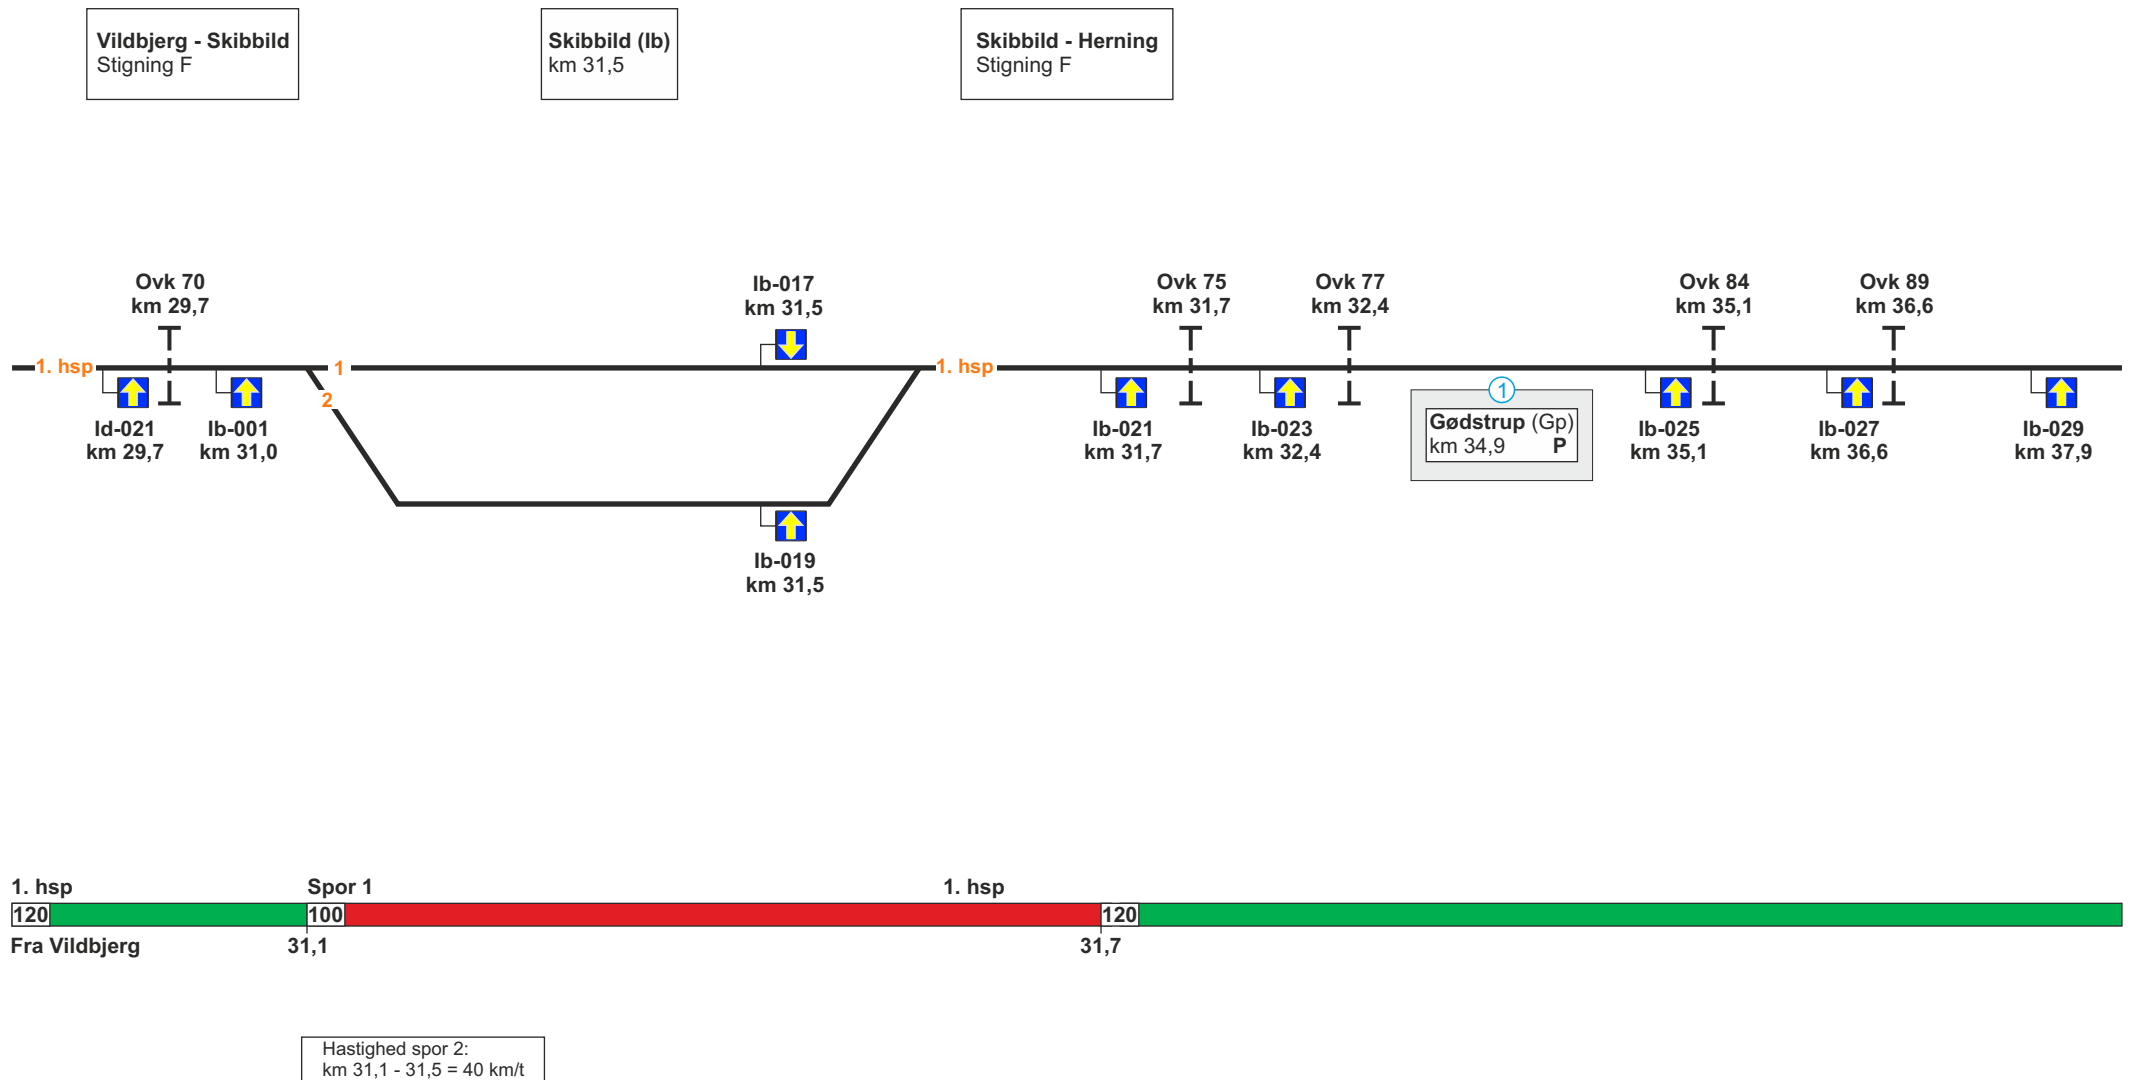 Vildbjerg - Skibbild
Stigning F
Skibbild (Ib)
km 31,5
Skibbild - Herning
Stigning F
Ovk 70
km 29,7
Ib-017
km 31,5
Ovk 75
km 31,7
Ovk 77
km 32,4
Ovk 84
km 35,1
Ovk 89
km 36,6
1. hsp
1
2
1. hsp
Id-021
km 29,7
Ib-001
km 31,0
Ib-021
km 31,7
Ib-023
km 32,4
1
Gødstrup (Gp)
km 34,9 P
Ib-025
km 35,1
Ib-027
km 36,6
Ib-029
km 37,9
Ib-019
km 31,5
1. hsp
Spor 1
1. hsp
120
100
120
Fra Vildbjerg
31,1
31,7
Hastighed spor 2:
km 31,1 - 31,5 = 40 km/t